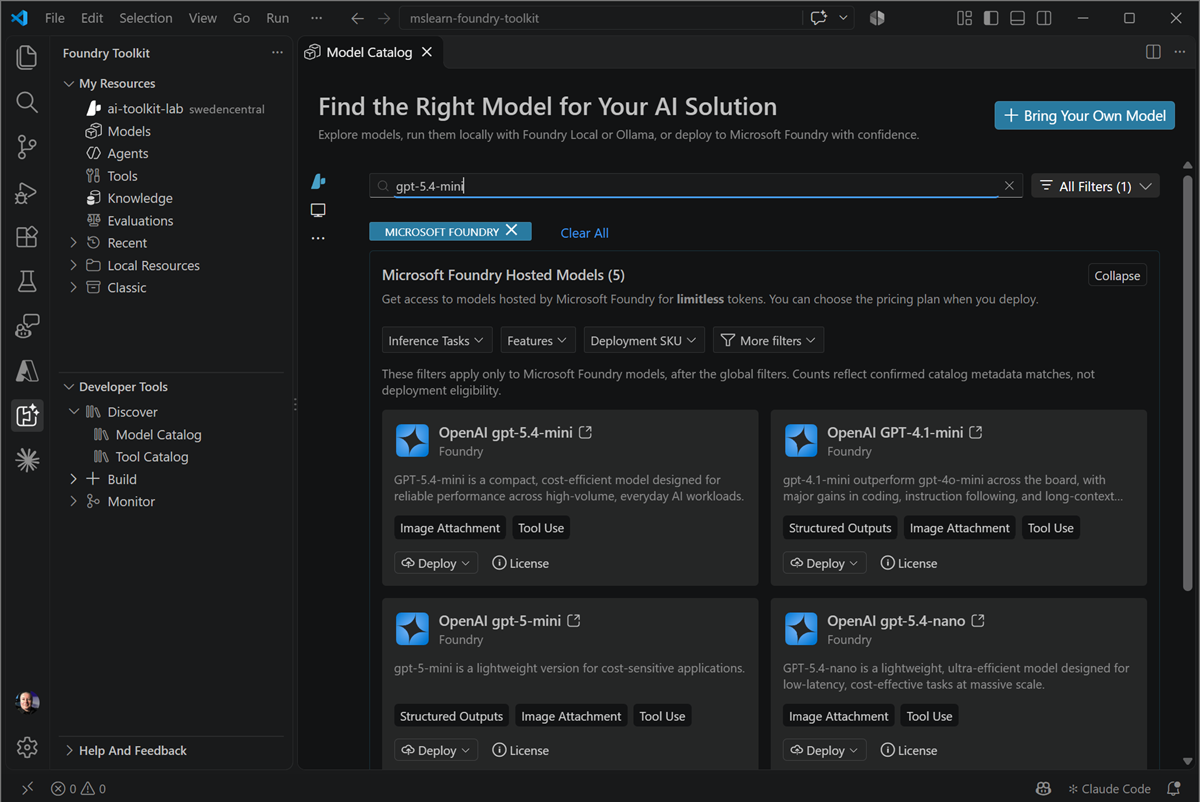 File Edit Selection View Go Run ··· mslearn-foundry-toolkit
Foundry Toolkit ···
My Resources
ai-toolkit-lab swedencentral
Models
Agents
Tools
Knowledge
Evaluations
Recent
Local Resources
Classic
Developer Tools
Discover
Model Catalog
Tool Catalog
Build
Monitor
Help And Feedback
Model Catalog
Find the Right Model for Your AI Solution
Explore models, run them locally with Foundry Local or Ollama, or deploy to Microsoft Foundry with confidence.
+ Bring Your Own Model
gpt-5.4-mini
All Filters (1)
MICROSOFT FOUNDRY
Clear All
Microsoft Foundry Hosted Models (5)
Collapse
Get access to models hosted by Microsoft Foundry for limitless tokens. You can choose the pricing plan when you deploy.
Inference Tasks Features Deployment SKU More filters
These filters apply only to Microsoft Foundry models, after the global filters. Counts reflect confirmed catalog metadata matches, not
deployment eligibility.
OpenAI gpt-5.4-mini
Foundry
GPT-5.4-mini is a compact, cost-efficient model designed for
reliable performance across high-volume, everyday AI workloads.
Image Attachment Tool Use
Deploy License
OpenAI GPT-4.1-mini
Foundry
gpt-4.1-mini outperform gpt-4o-mini across the board, with
major gains in coding, instruction following, and long-context...
Structured Outputs Image Attachment Tool Use
Deploy License
OpenAI gpt-5-mini
Foundry
gpt-5-mini is a lightweight version for cost-sensitive applications.
Structured Outputs Image Attachment Tool Use
Deploy License
OpenAI gpt-5.4-nano
Foundry
GPT-5.4-nano is a lightweight, ultra-efficient model designed for
low-latency, cost-effective tasks at massive scale.
Image Attachment Tool Use
Deploy License
0 0 Claude Code